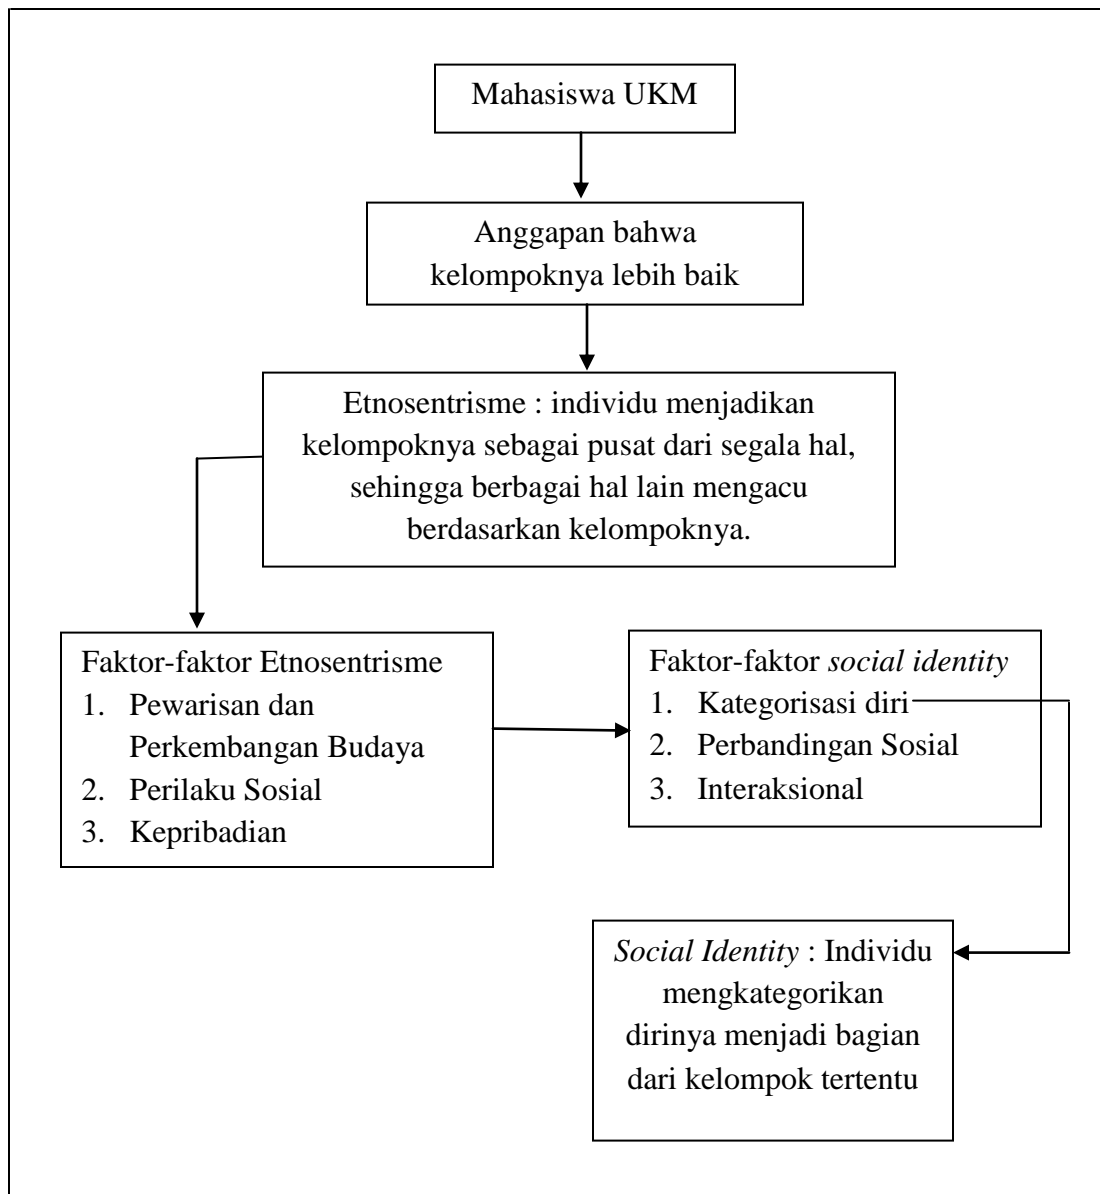 Mahasiswa UKM
Anggapan bahwa
kelompoknya lebih baik
Etnosentrisme : individu menjadikan
kelompoknya sebagai pusat dari segala hal,
sehingga berbagai hal lain mengacu
berdasarkan kelompoknya.
Faktor-faktor Etnosentrisme
1. Pewarisan dan
Perkembangan Budaya
2. Perilaku Sosial
3. Kepribadian
Faktor-faktor social identity
1. Kategorisasi diri
2. Perbandingan Sosial
3. Interaksional
Social Identity : Individu
mengkategorikan
dirinya menjadi bagian
dari kelompok tertentu